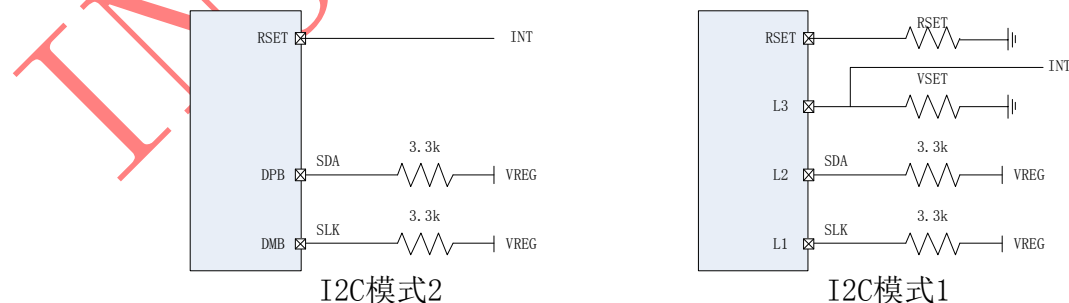 RSET
INT
DPB
SDA
3.3k
VREG
DMB
SLK
3.3k
VREG
I2C模式2
RSET
RSET
INT
L3
VSET
L2
SDA
3.3k
VREG
L1
SLK
3.3k
VREG
I2C模式1